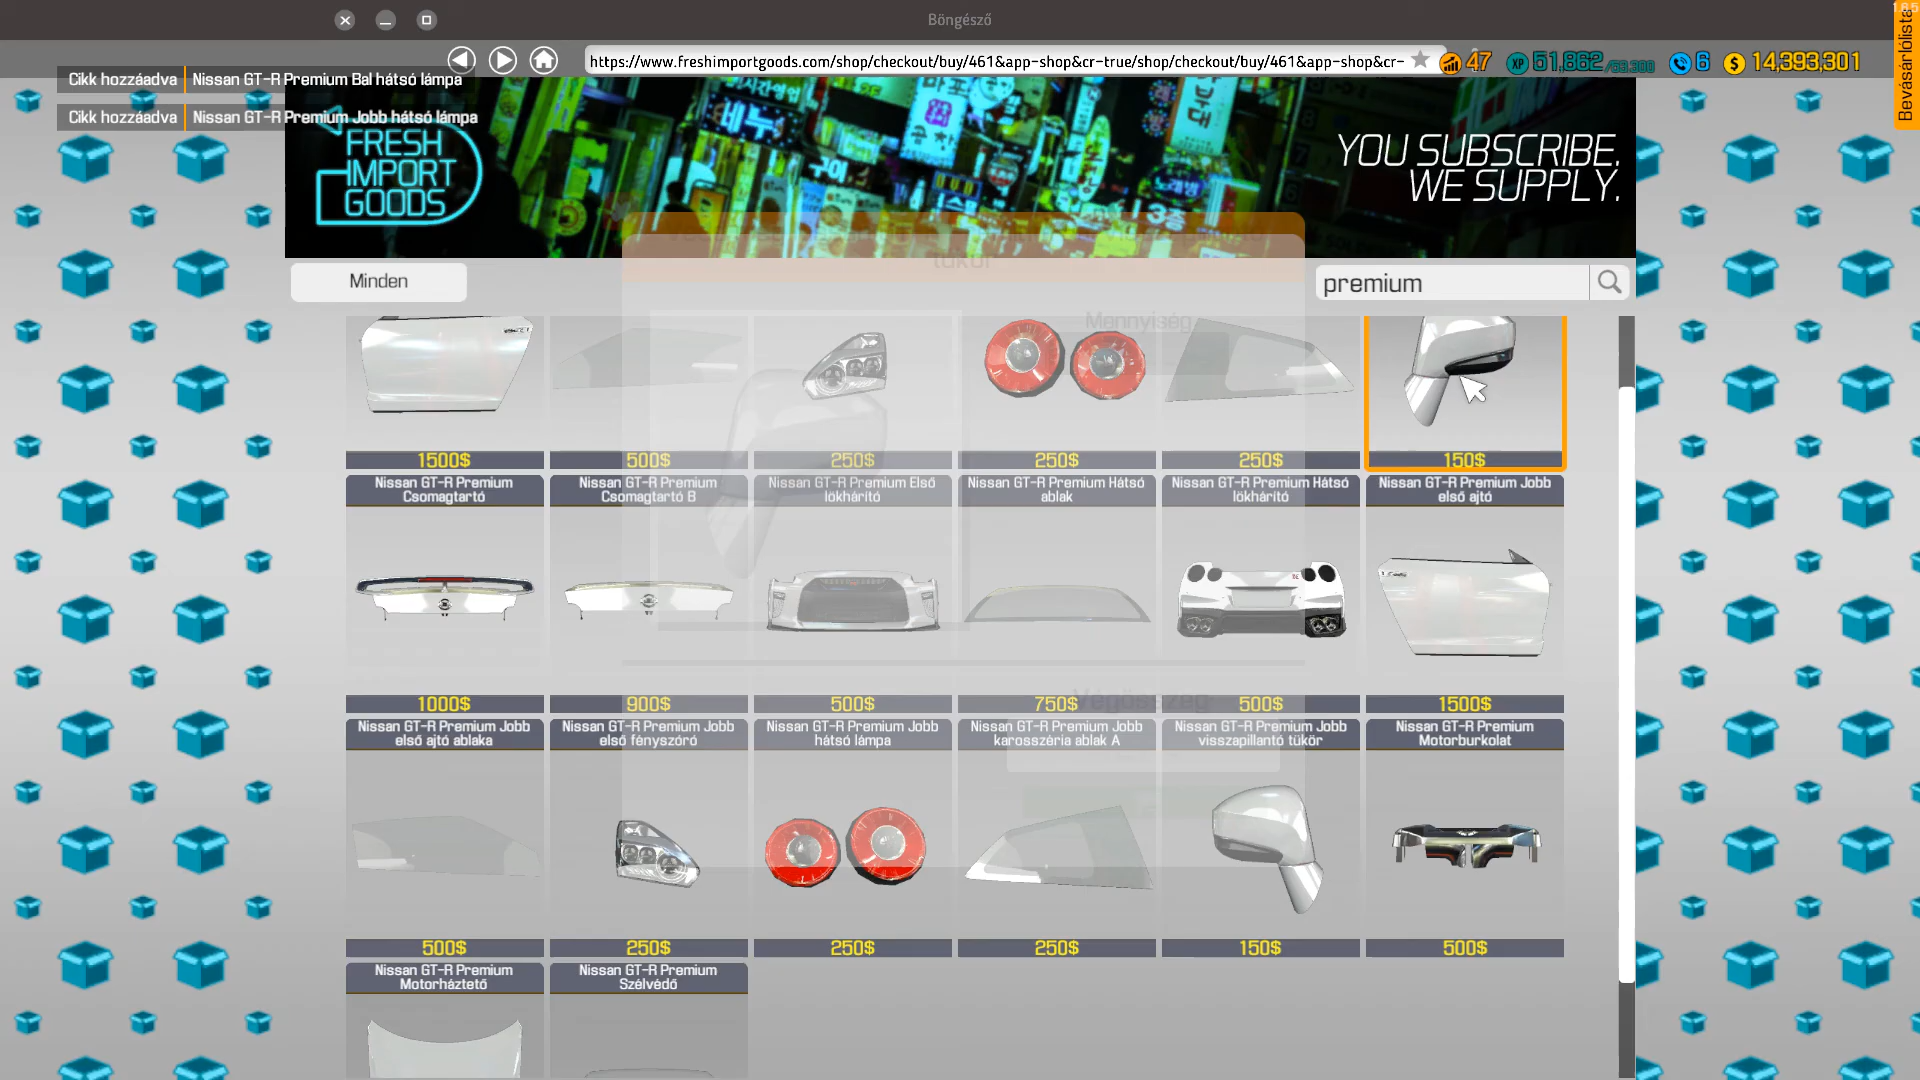 Böngésző
https://www.freshimportgoods.com/shop/checkout/buy/461&app-shop&cr-true/shop/checkout/buy/461&app-shop&cr-
47
XP 51,862/63,300
6
$ 14,393,301
Bevásárlólista
Cikk hozzáadva Nissan GT-R Premium Bal hátsó lámpa
Cikk hozzáadva Nissan GT-R Premium Jobb hátsó lámpa
FRESH
IMPORT
GOODS
YOU SUBSCRIBE.
WE SUPPLY.
tükör
Minden
premium
Mennyiség
1500$ 500$ 250$ 250$ 250$ 150$
Nissan GT-R Premium
Csomagtartó
Nissan GT-R Premium
Csomagtartó B
Nissan GT-R Premium Első
lökhárító
Nissan GT-R Premium Hátsó
ablak
Nissan GT-R Premium Hátsó
lökhárító
Nissan GT-R Premium Jobb
első ajtó
1000$ 900$ 500$ 750$ 500$ 1500$
Végösszeg
Nissan GT-R Premium Jobb
első ajtó ablaka
Nissan GT-R Premium Jobb
első fényszóró
Nissan GT-R Premium Jobb
hátsó lámpa
Nissan GT-R Premium Jobb
karosszéria ablak A
Nissan GT-R Premium Jobb
visszapillantó tükör
Nissan GT-R Premium
Motorburkolat
500$ 250$ 250$ 250$ 150$ 500$
Nissan GT-R Premium
Motorháztető
Nissan GT-R Premium
Szélvédő